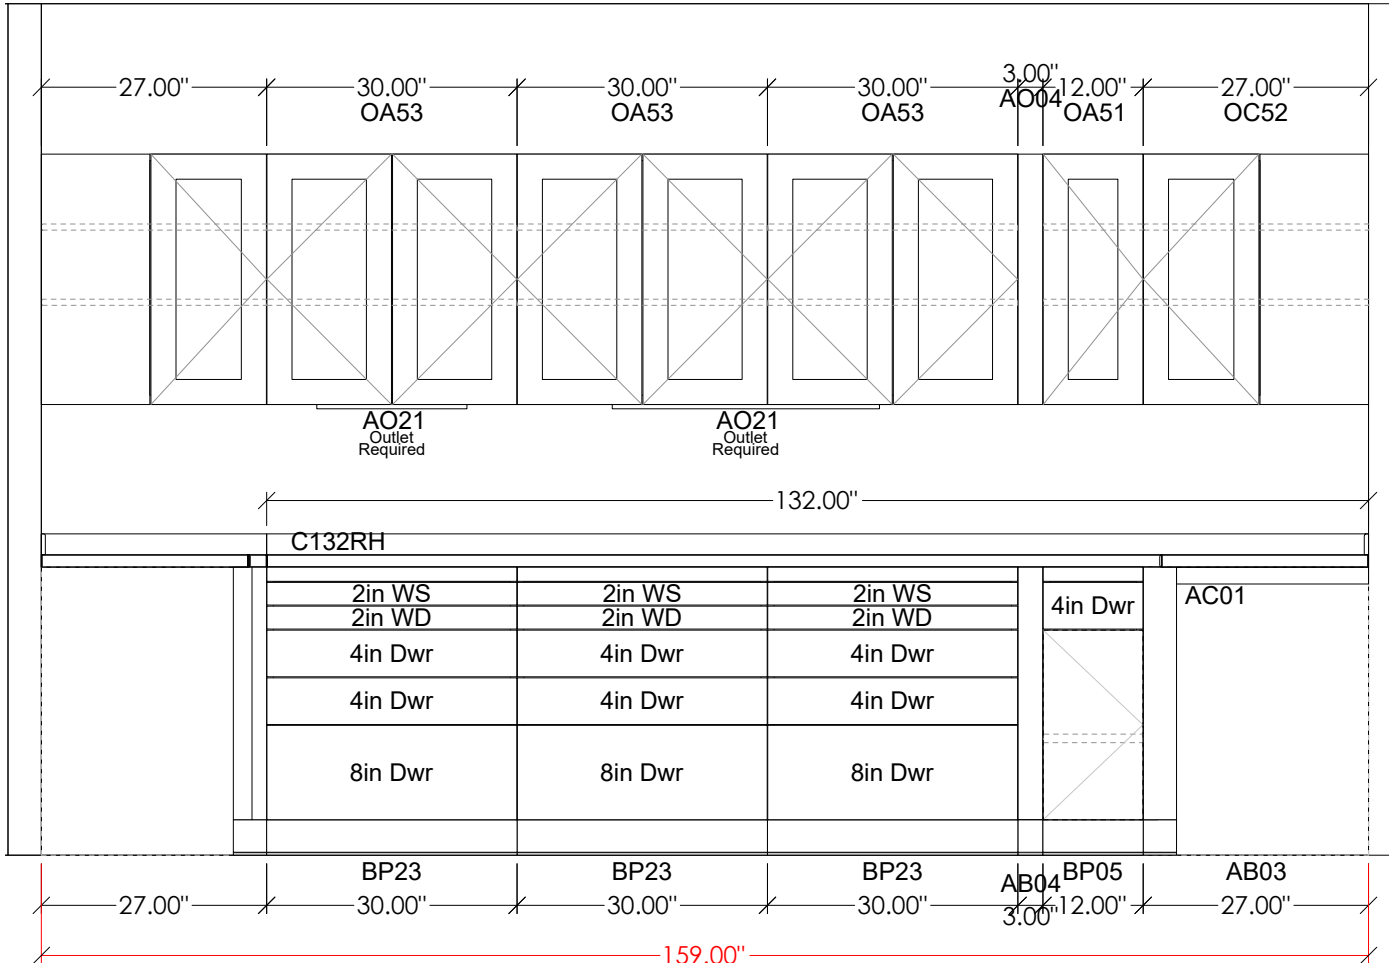 27.00" 30.00" 30.00" 30.00" 3.00" 12.00" 27.00"
OA53 OA53 OA53 AO04 OA51 OC52
AO21 AO21
Outlet Outlet
Required Required
132.00"
C132RH
2in WS 2in WS 2in WS
2in WD 2in WD 2in WD
4in Dwr AC01
4in Dwr 4in Dwr 4in Dwr
4in Dwr 4in Dwr 4in Dwr
8in Dwr 8in Dwr 8in Dwr
BP23 BP23 BP23 AB04 BP05 AB03
27.00" 30.00" 30.00" 30.00" 3.00" 12.00" 27.00"
159.00"